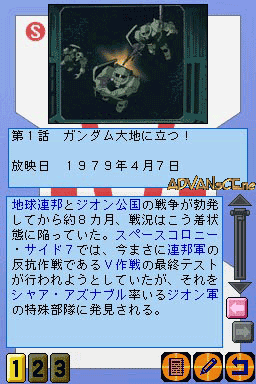 S
第1話　ガンダム大地に立つ！
放映日　1979年4月7日
ADVANsCEne
地球連邦とジオン公国の戦争が勃発
してから約8カ月、戦況はこう着状
態に陥っていた。スペースコロニー
・サイド7では、今まさに連邦軍の
反抗作戦であるV作戦の最終テスト
が行われようとしていたが、それを
シャア・アズナブル率いるジオン軍
の特殊部隊に発見される。
1 2 3